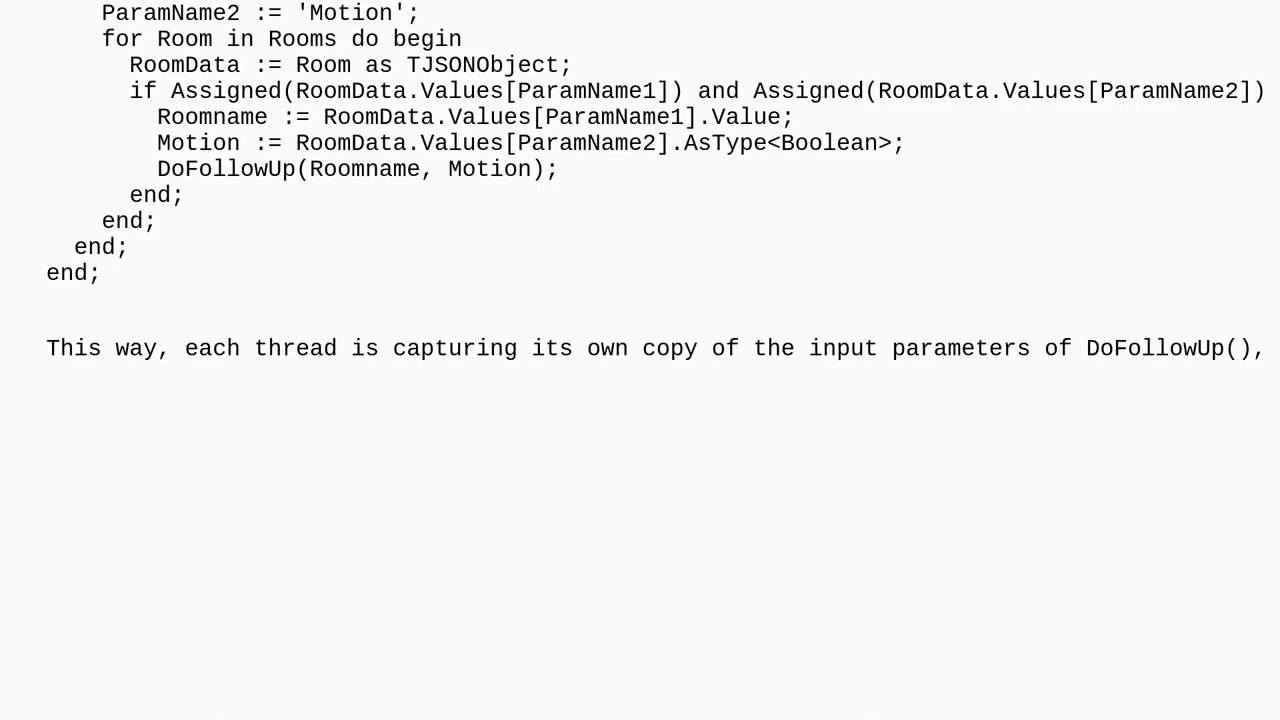 ParamName2 := 'Motion';
for Room in Rooms do begin
RoomData := Room as TJSONObject;
if Assigned(RoomData.Values[ParamName1]) and Assigned(RoomData.Values[ParamName2])
Roomname := RoomData.Values[ParamName1].Value;
Motion := RoomData.Values[ParamName2].AsType<Boolean>;
DoFollowUp(Roomname, Motion);
end;
end;
end;
end;
This way, each thread is capturing its own copy of the input parameters of DoFollowUp(),